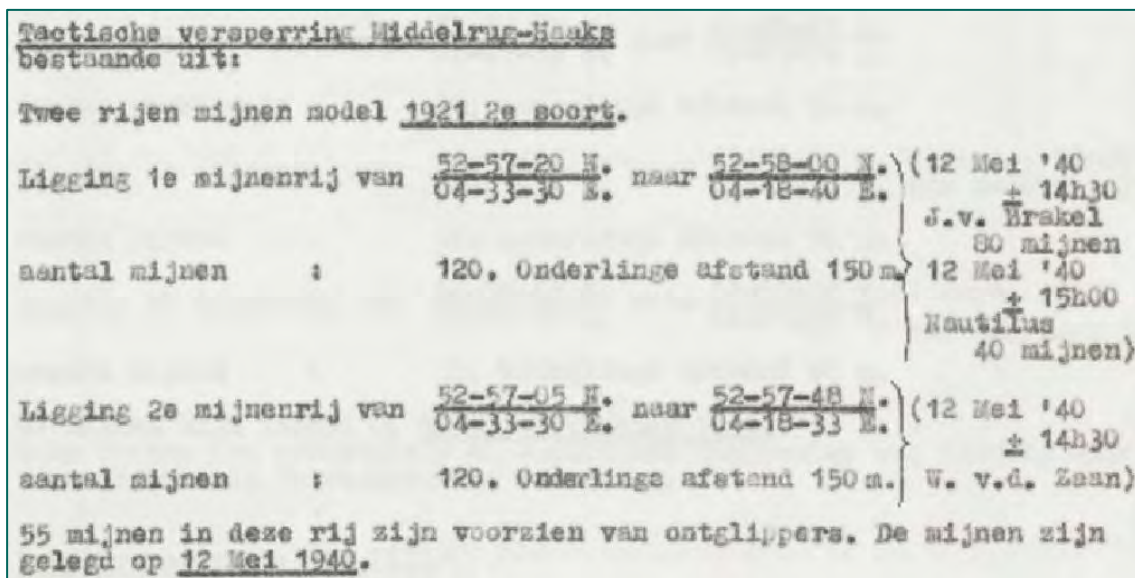 Tactische versperring Middelrug-Haaks
bestaande uit:
Twee rijen mijnen model 1921 2e soort.
Ligging 1e mijnenrij van 52-57-20 N. naar 52-58-00 N. (12 Mei '40
04-33-30 E. 04-18-40 E. ± 14h30
J.v. Brakel
80 mijnen
aantal mijnen : 120. Onderlinge afstand 150 m. 12 Mei '40
± 15h00
Nautilus
40 mijnen)
Ligging 2e mijnenrij van 52-57-05 N. naar 52-57-48 N. (12 Mei '40
04-33-30 E. 04-18-33 E. ± 14h30
aantal mijnen : 120. Onderlinge afstand 150 m. W. v.d. Zaan)
55 mijnen in deze rij zijn voorzien van ontglippers. De mijnen zijn
gelegd op 12 Mei 1940.